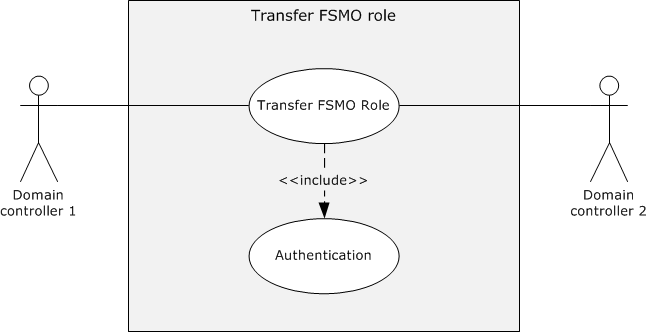 Transfer FSMO role
Transfer FSMO Role
<<include>>
Domain
controller 1
Domain
controller 2
Authentication